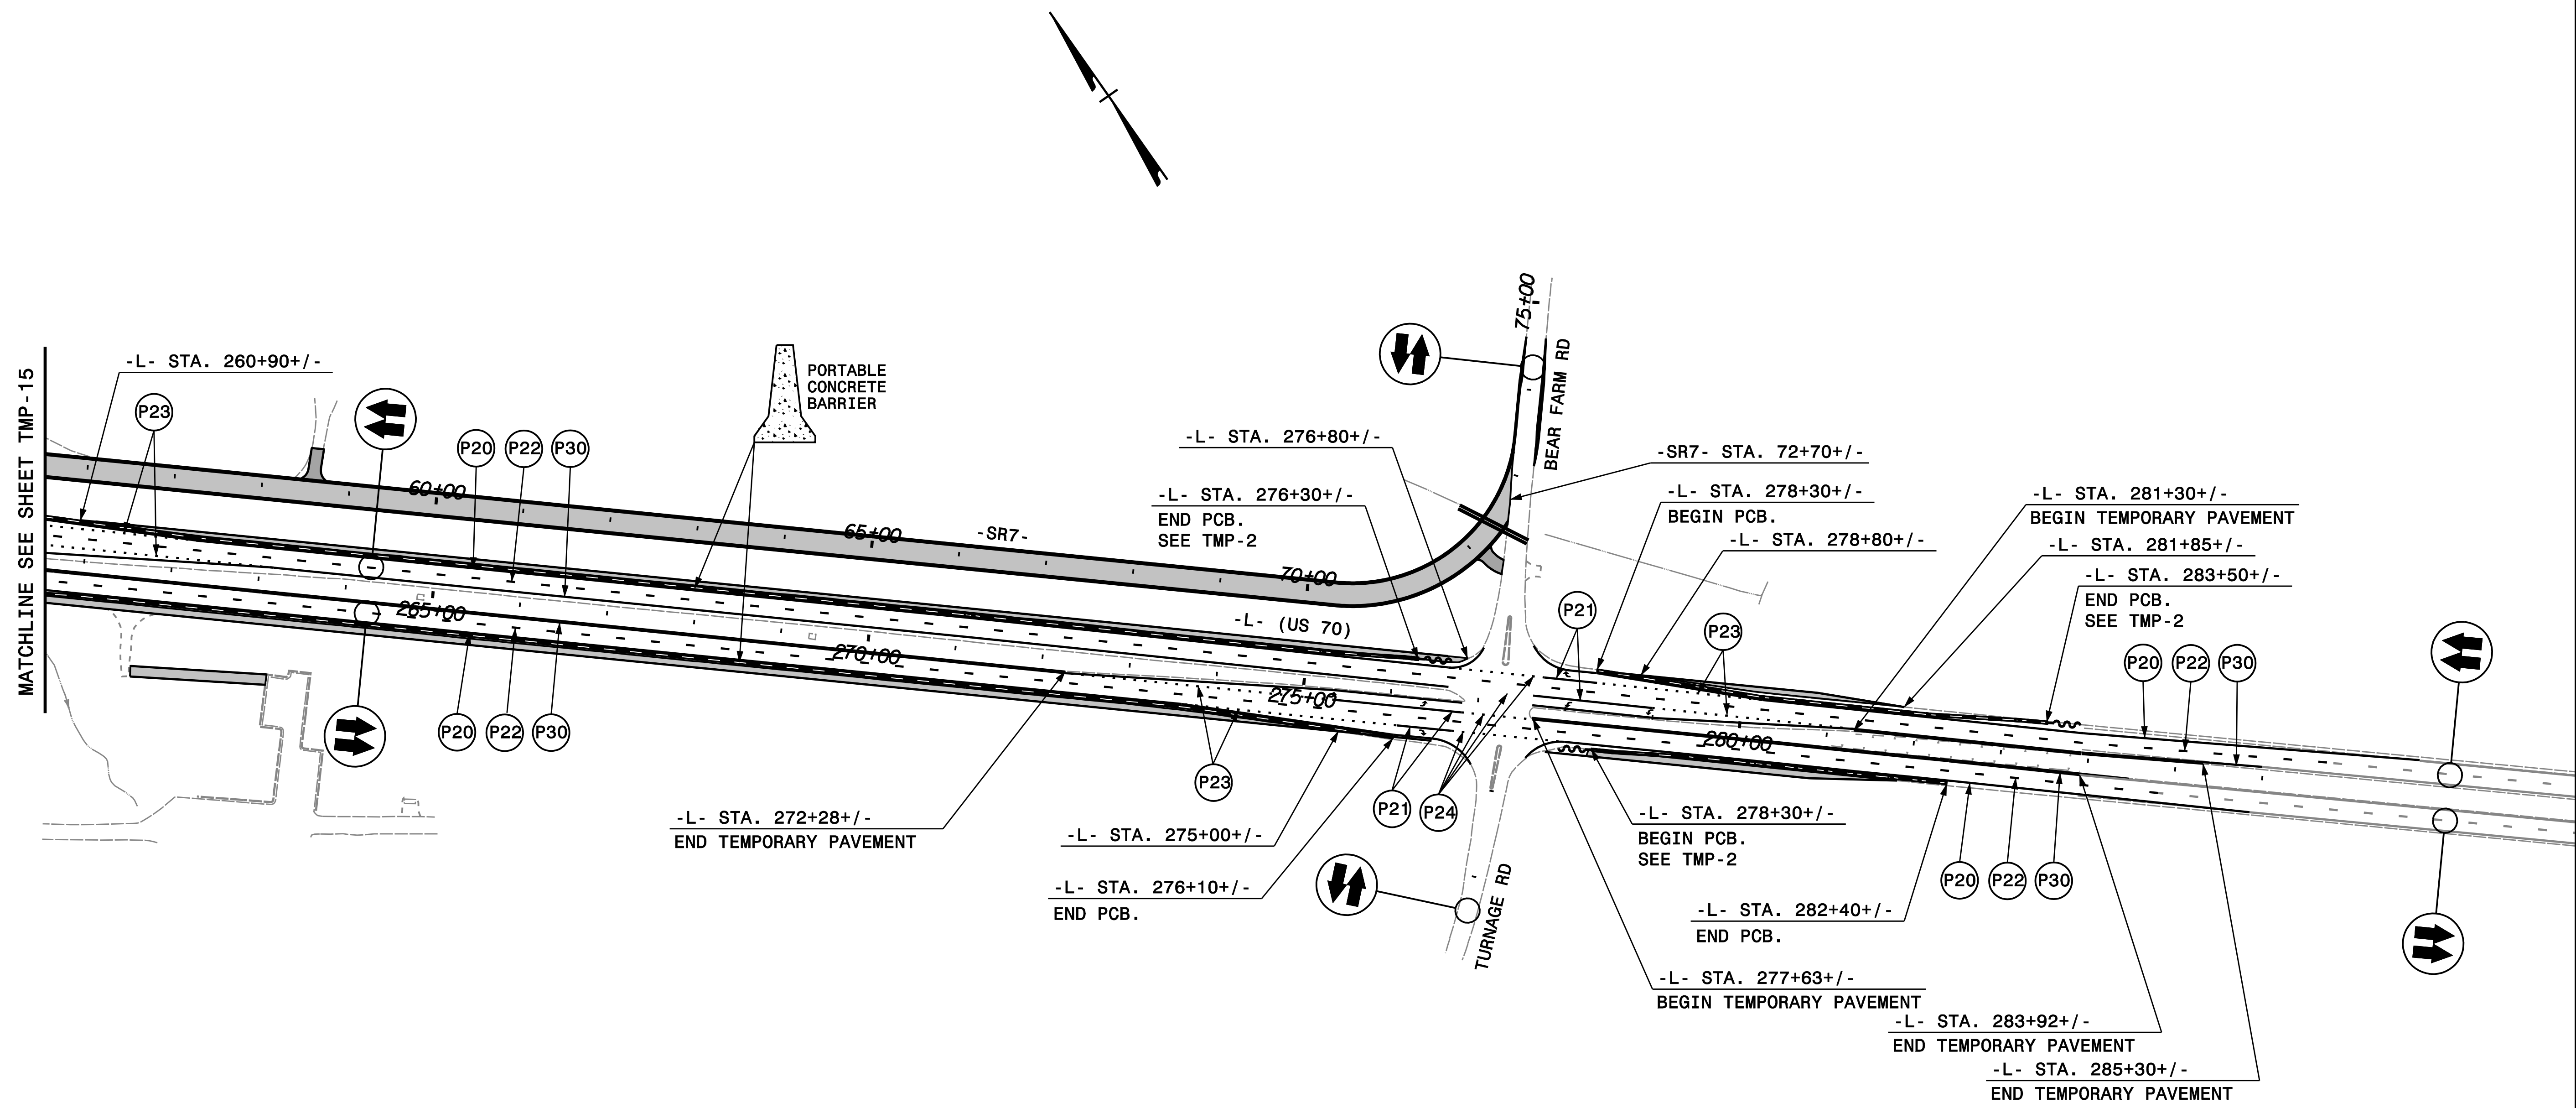 MATCHLINE SEE SHEET TMP-15
-L- STA. 260+90+/-
P23
P20
P22
P30
PORTABLE
CONCRETE
BARRIER
60+00
65+00
-SR7-
70+00
75+00
BEAR FARM RD
-L- STA. 276+80+/-
-L- STA. 276+30+/-
END PCB.
SEE TMP-2
-SR7- STA. 72+70+/-
-L- STA. 278+30+/-
BEGIN PCB.
-L- STA. 278+80+/-
-L- STA. 281+30+/-
BEGIN TEMPORARY PAVEMENT
-L- STA. 281+85+/-
-L- STA. 283+50+/-
END PCB.
SEE TMP-2
P21
P23
P20
P22
P30
-L- (US 70)
265+00
270+00
275+00
280+00
P20
P22
P30
P23
P21
P24
-L- STA. 272+28+/-
END TEMPORARY PAVEMENT
-L- STA. 275+00+/-
-L- STA. 276+10+/-
END PCB.
TURNAGE RD
-L- STA. 278+30+/-
BEGIN PCB.
SEE TMP-2
P20
P22
P30
-L- STA. 282+40+/-
END PCB.
-L- STA. 277+63+/-
BEGIN TEMPORARY PAVEMENT
-L- STA. 283+92+/-
END TEMPORARY PAVEMENT
-L- STA. 285+30+/-
END TEMPORARY PAVEMENT